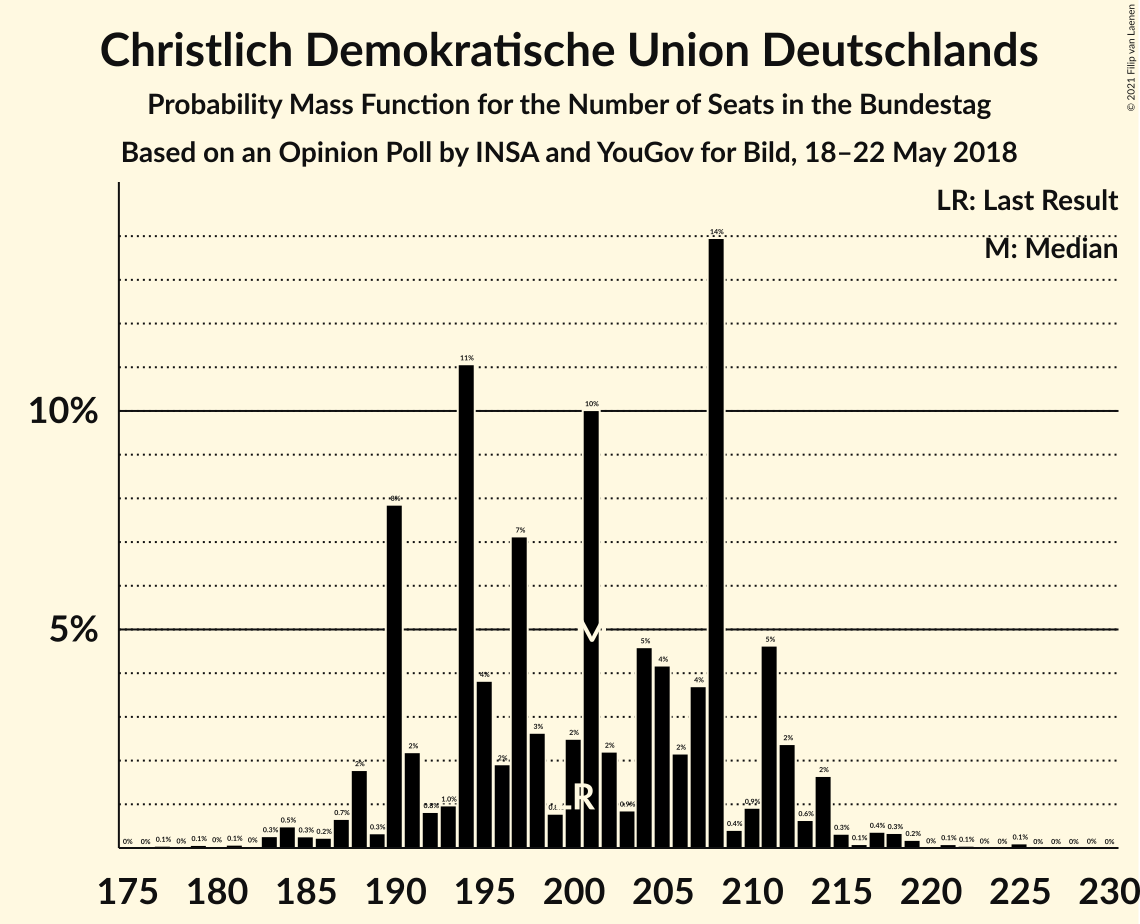 Christlich Demokratische Union Deutschlands
Probability Mass Function for the Number of Seats in the Bundestag
Based on an Opinion Poll by INSA and YouGov for Bild, 18–22 May 2018
© 2021 Filip van Laenen
LR: Last Result
M: Median
10%
5%
0% 0% 0.1% 0% 0.1% 0% 0.1% 0% 0.3% 0.5% 0.3% 0.2% 0.7% 2% 0.3% 8% 2% 0.8% 1.0% 11% 4% 2% 7% 3% 2% 10% 2% 0.9% 5% 4% 2% 4% 14% 0.4% 0.9% 5% 2% 0.6% 2% 0.3% 0.1% 0.4% 0.3% 0.2% 0% 0.1% 0% 0% 0% 0.1% 0% 0% 0% 0% 0%
M
LR
175 180 185 190 195 200 205 210 215 220 225 230